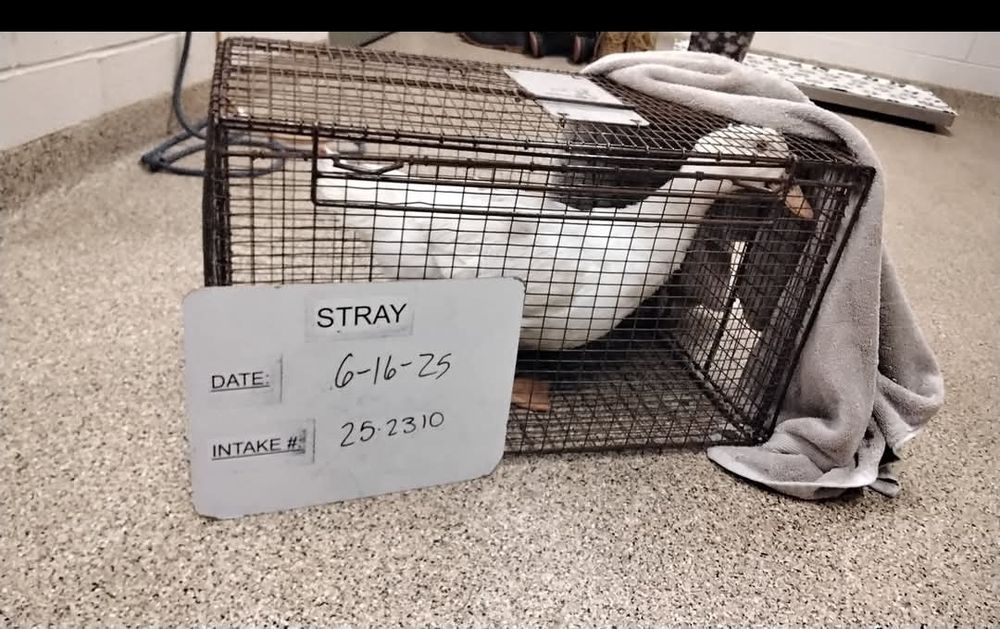 STRAY
DATE: 6-16-25
INTAKE #: 25-2310